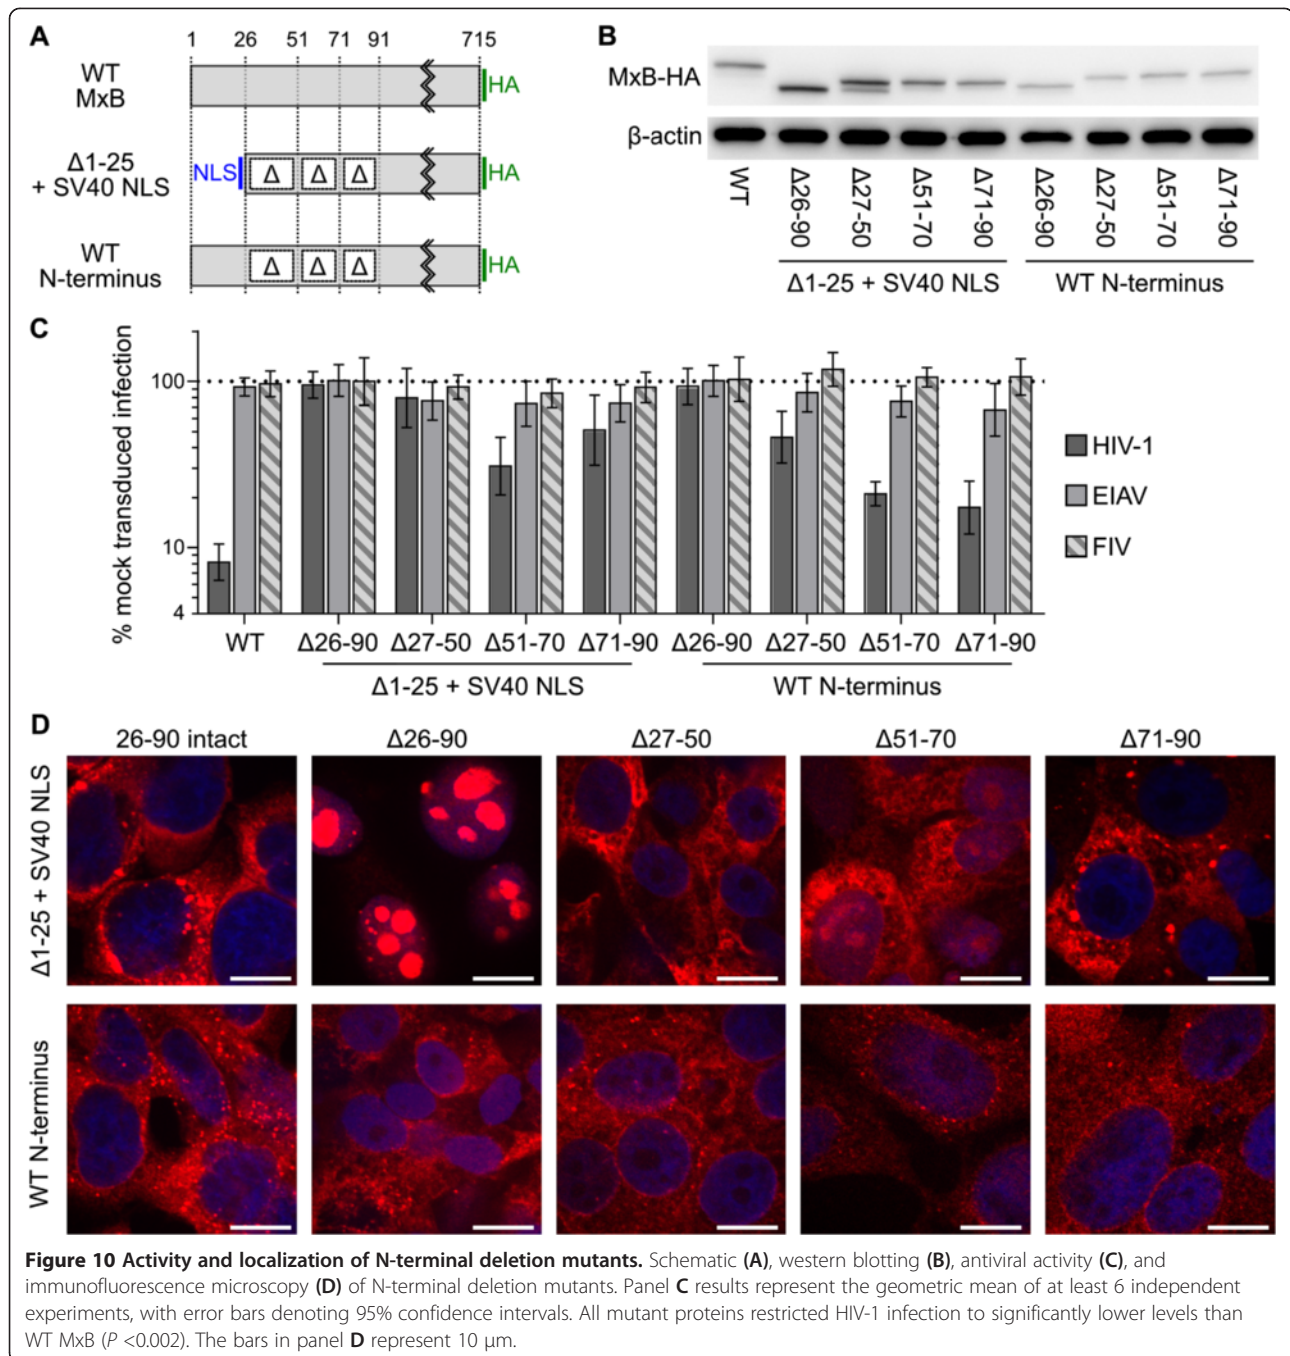 A
1 26 51 71 91 715
WT
MxB
HA
Δ1-25
+ SV40 NLS
NLS
Δ Δ Δ
HA
WT
N-terminus
Δ Δ Δ
HA
B
MxB-HA
β-actin
WT
Δ26-90
Δ27-50
Δ51-70
Δ71-90
Δ26-90
Δ27-50
Δ51-70
Δ71-90
Δ1-25 + SV40 NLS
WT N-terminus
C
% mock transduced infection
100
10
4
WT Δ26-90 Δ27-50 Δ51-70 Δ71-90 Δ26-90 Δ27-50 Δ51-70 Δ71-90
Δ1-25 + SV40 NLS
WT N-terminus
HIV-1
EIAV
FIV
D
26-90 intact Δ26-90 Δ27-50 Δ51-70 Δ71-90
Δ1-25 + SV40 NLS
WT N-terminus
Figure 10 Activity and localization of N-terminal deletion mutants. Schematic (A), western blotting (B), antiviral activity (C), and
immunofluorescence microscopy (D) of N-terminal deletion mutants. Panel C results represent the geometric mean of at least 6 independent
experiments, with error bars denoting 95% confidence intervals. All mutant proteins restricted HIV-1 infection to significantly lower levels than
WT MxB (P <0.002). The bars in panel D represent 10 μm.